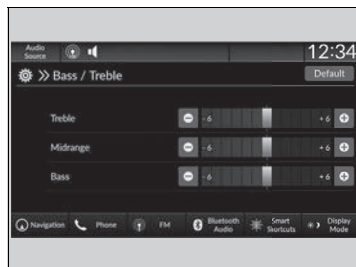 Audio
Source
12:34
Bass / Treble
Default
Treble -6 +6
Midrange -6 +6
Bass -6 +6
Navigation
Phone
FM
Bluetooth
Audio
Smart
Shortcuts
Display
Mode